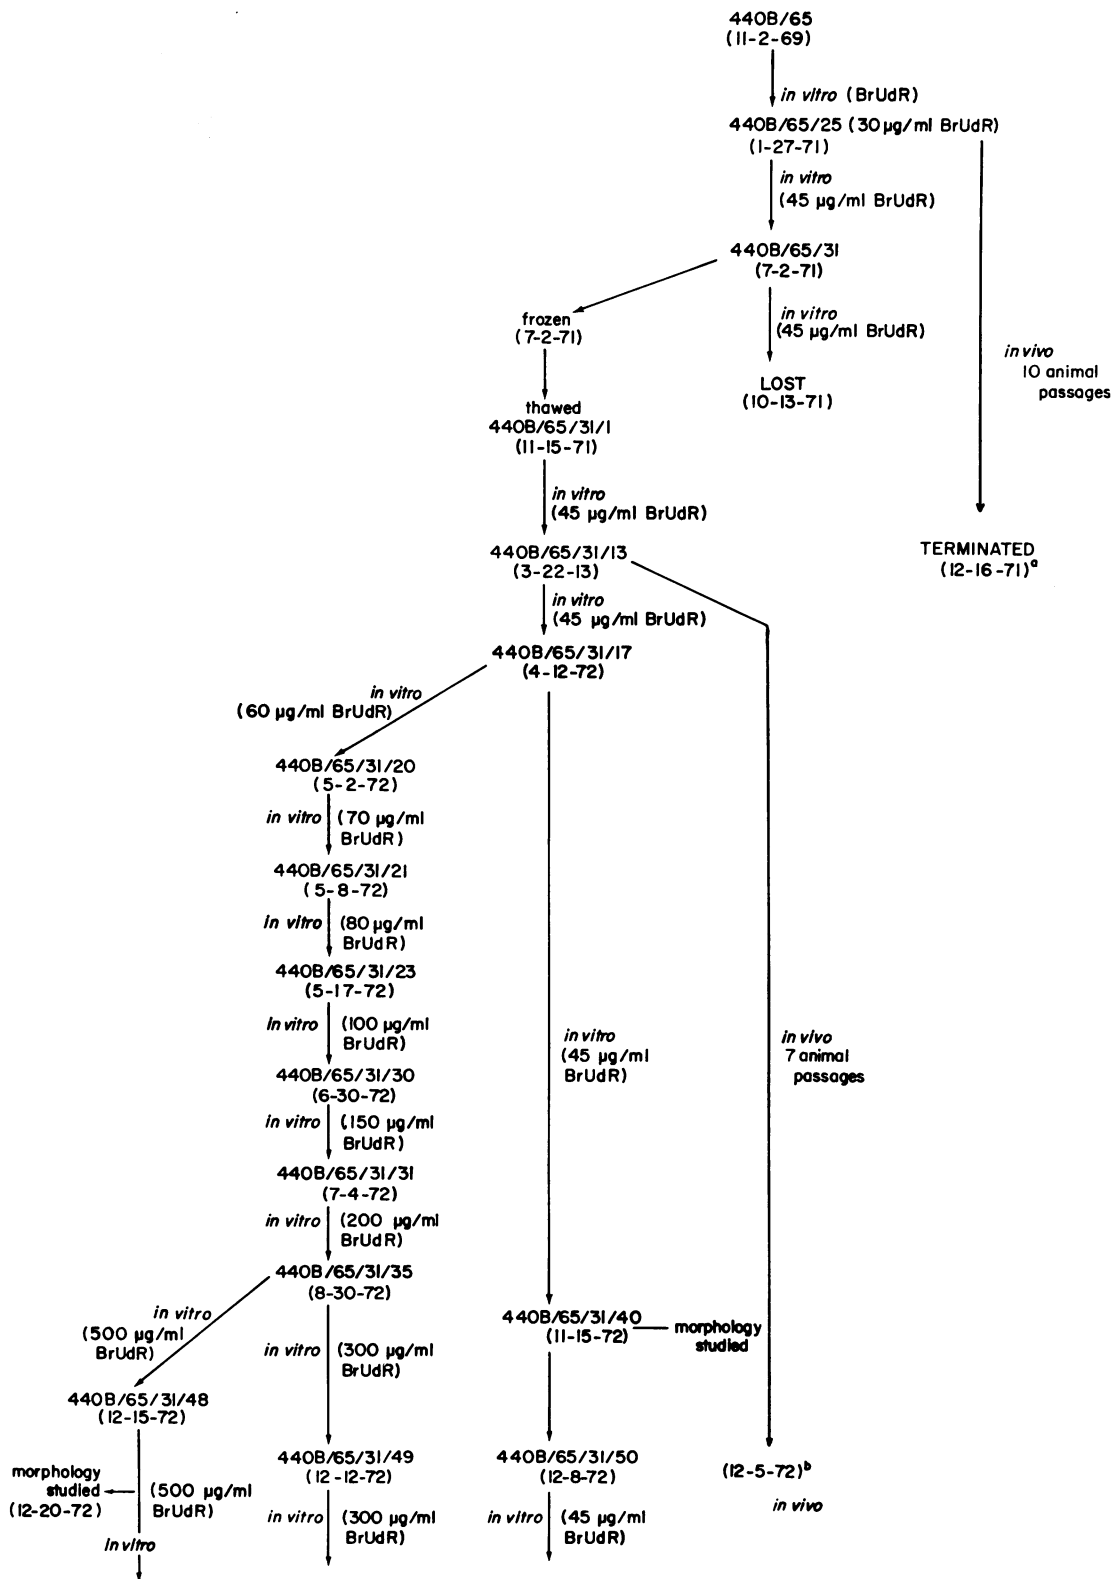 440B/65
(11-2-69)
in vitro (BrUdR)
440B/65/25 (30 µg/ml BrUdR)
(1-27-71)
in vitro
(45 µg/ml BrUdR)
440B/65/31
(7-2-71)
frozen
(7-2-71)
in vitro
(45 µg/ml BrUdR)
in vivo
10 animal
passages
LOST
(10-13-71)
thawed
440B/65/31/1
(11-15-71)
in vitro
(45 µg/ml BrUdR)
440B/65/31/13
(3-22-13)
TERMINATED
(12-16-71)a
in vitro
(45 µg/ml BrUdR)
440B/65/31/17
(4-12-72)
in vitro
(60 µg/ml BrUdR)
440B/65/31/20
(5-2-72)
in vitro (70 µg/ml
BrUdR)
440B/65/31/21
(5-8-72)
in vitro (80 µg/ml
BrUdR)
440B/65/31/23
(5-17-72)
in vitro (100 µg/ml
BrUdR)
in vitro
(45 µg/ml
BrUdR)
in vivo
7 animal
passages
440B/65/31/30
(6-30-72)
in vitro (.150 µg/ml
BrUdR)
440B/65/31/31
(7-4-72)
in vitro (200 µg/ml
BrUdR)
440B/65/31/35
(8-30-72)
in vitro
(500 µg/ml
BrUdR)
in vitro (300 µg/ml
BrUdR)
440B/65/31/40
(11-15-72)
morphology
studied
440B/65/31/48
(12-15-72)
440B/65/31/49
(12-12-72)
440B/65/31/50
(12-8-72)
(12-5-72)b
in vivo
morphology
studied
(12-20-72)
(500 µg/ml
BrUdR)
in vitro
in vitro (300 µg/ml
BrUdR)
in vitro (45 µg/ml
BrUdR)